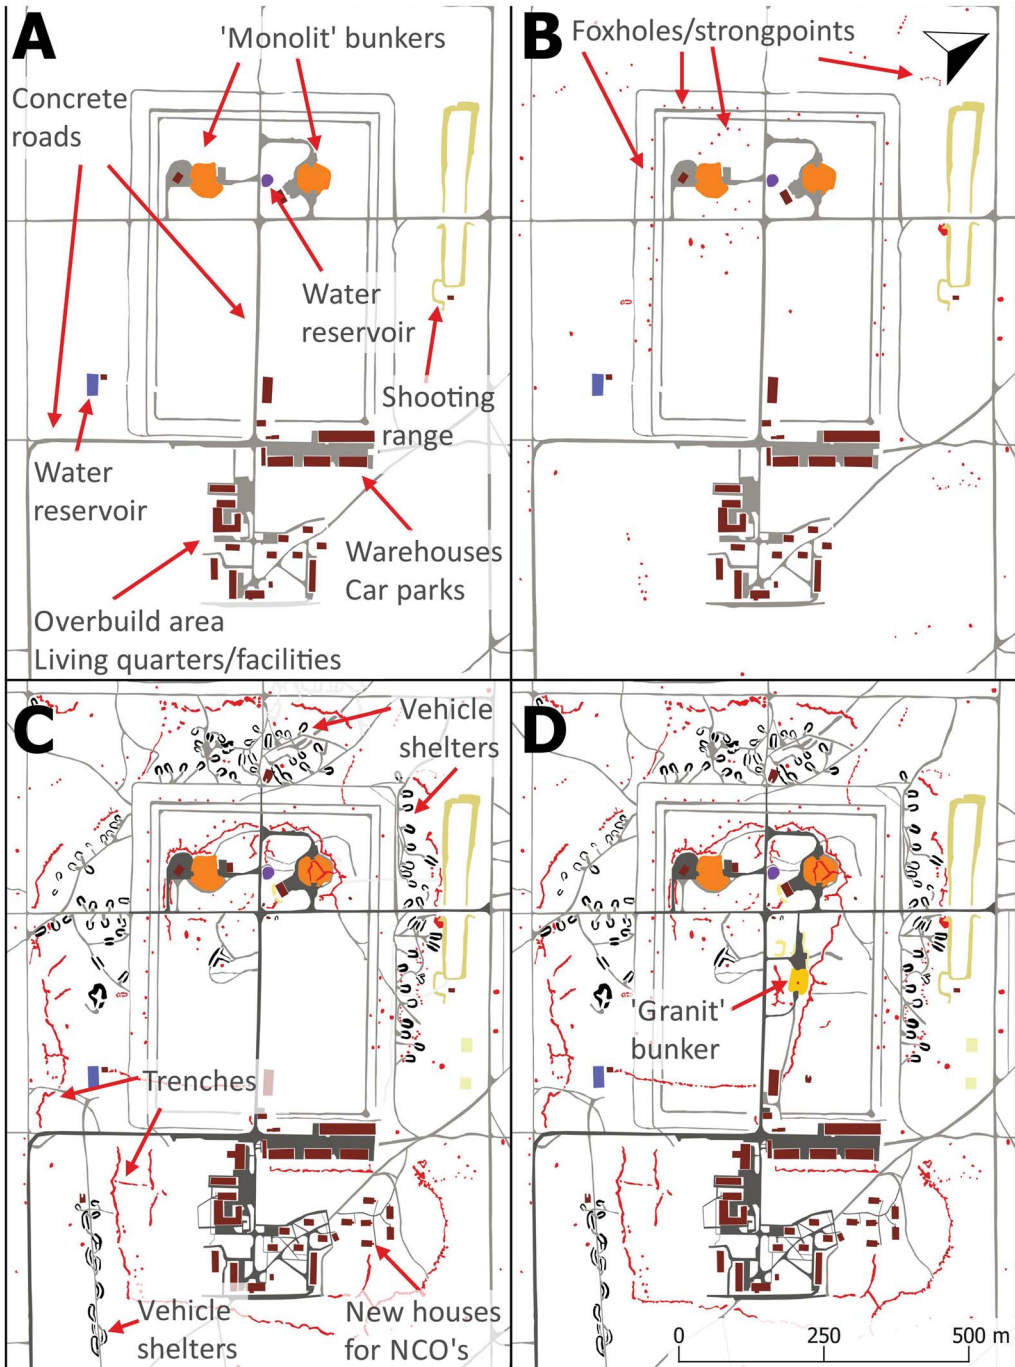 A
'Monolit' bunkers
Concrete
roads
Water
reservoir
Shooting
range
Water
reservoir
Warehouses
Car parks
Overbuild area
Living quarters/facilities
B
Foxholes/strongpoints
C
Vehicle
shelters
Trenches
Vehicle
shelters
New houses
for NCO's
D
'Granit'
bunker
0 250 500 m